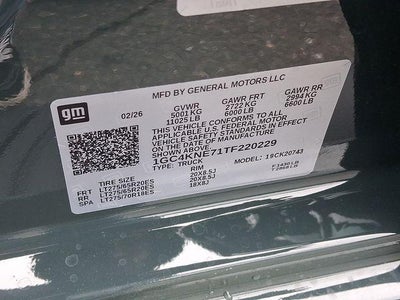 gm
MFD BY GENERAL MOTORS LLC
02/26 GVWR GAWR FRT GAWR RR
5001 KG 2722 KG 2994 KG
11025 LB 6000 LB 6600 LB
THIS VEHICLE CONFORMS TO ALL
APPLICABLE U.S. FEDERAL MOTOR
VEHICLE SAFETY STANDARDS IN EFFECT
ON THE DATE OF MANUFACTURE
SHOWN ABOVE
1GC4KNE71TF220229
TYPE: TRUCK MODEL: 19CK20743
TIRE SIZE RIM
FRT LT275/65R20ES 20X8.5J
RR LT275/65R20ES 20X8.5J
SPA LT275/70R18ES 18X8J